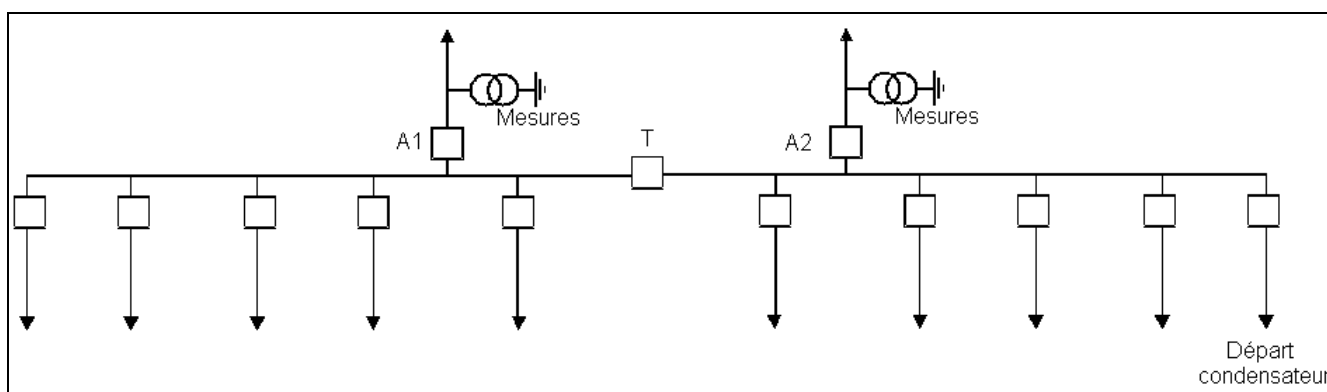 Mesures
Mesures
A1
T
A2
Départ
condensateur